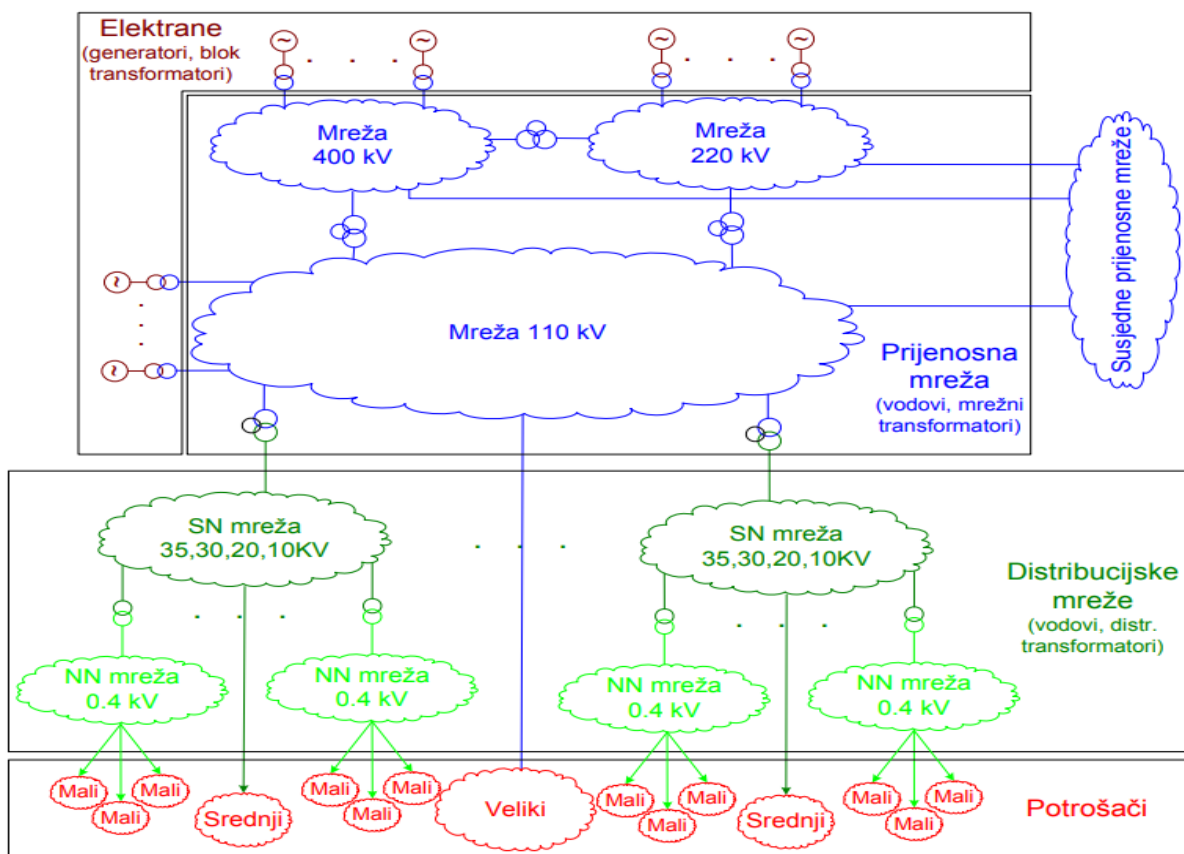 Elektrane
(generatori, blok
transformatori)
~
~
~
~
Mreža
400 kV
Mreža
220 kV
Susjedne prijenosne mreže
~
~
Mreža 110 kV
Prijenosna
mreža
(vodovi, mrežni
transformatori)
SN mreža
35,30,20,10KV
SN mreža
35,30,20,10KV
Distribucijske
mreže
(vodovi, distr.
transformatori)
NN mreža
0.4 kV
NN mreža
0.4 kV
NN mreža
0.4 kV
NN mreža
0.4 kV
Mali
Mali
Mali
Srednji
Mali
Mali
Mali
Veliki
Mali
Mali
Mali
Srednji
Mali
Mali
Mali
Potrošači